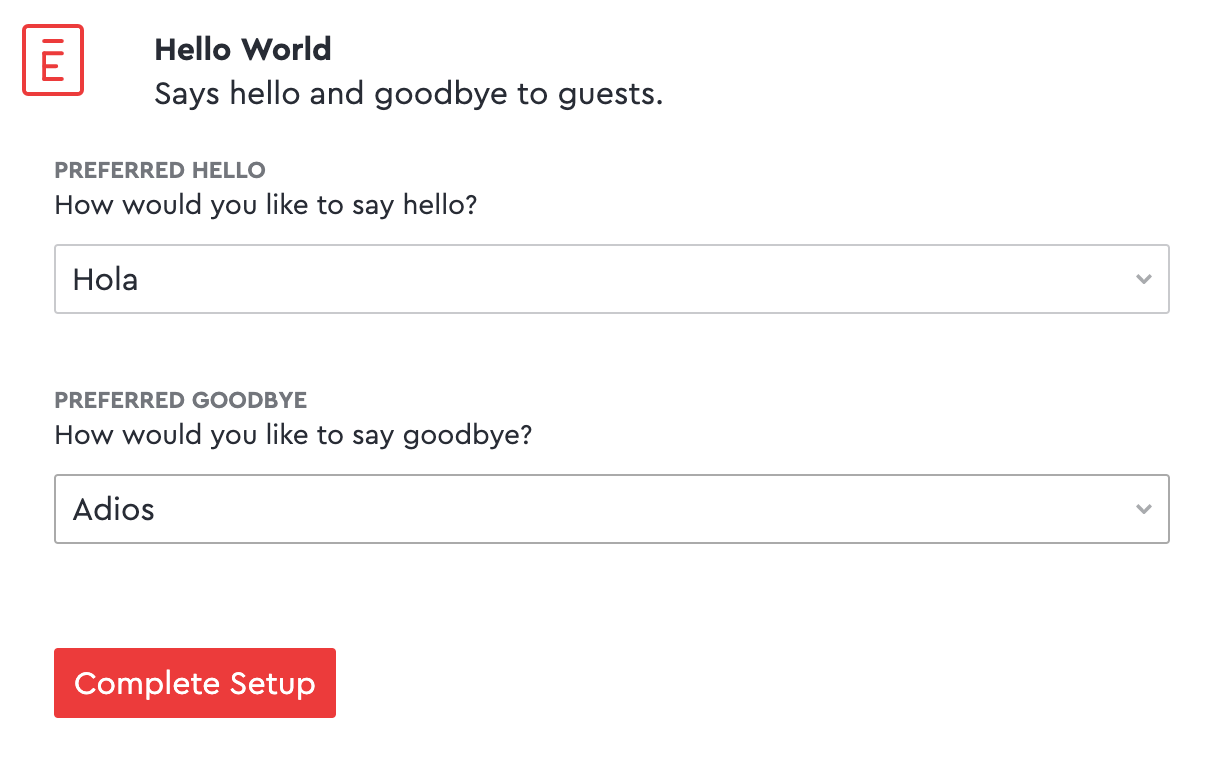 Ē
Hello World
Says hello and goodbye to guests.
PREFERRED HELLO
How would you like to say hello?
Hola
PREFERRED GOODBYE
How would you like to say goodbye?
Adios
Complete Setup